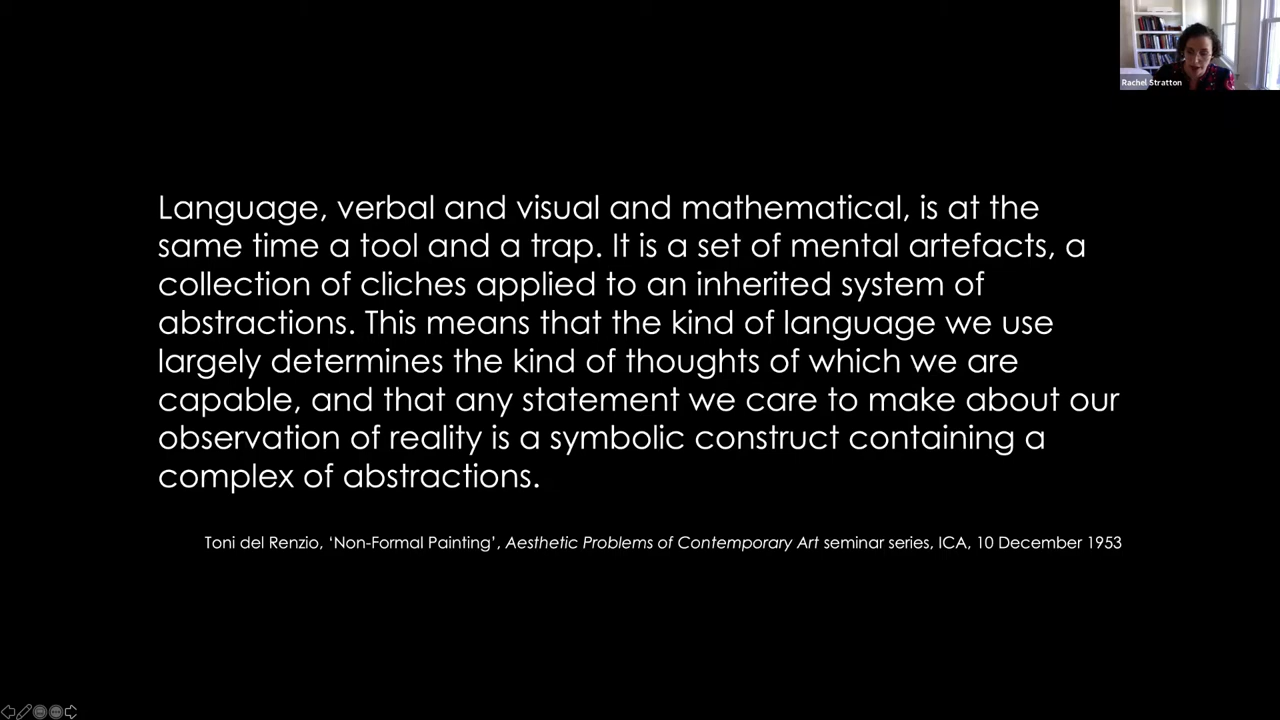 Rachel Stratton
Language, verbal and visual and mathematical, is at the
same time a tool and a trap. It is a set of mental artefacts, a
collection of cliches applied to an inherited system of
abstractions. This means that the kind of language we use
largely determines the kind of thoughts of which we are
capable, and that any statement we care to make about our
observation of reality is a symbolic construct containing a
complex of abstractions.
Toni del Renzio, ‘Non-Formal Painting’, Aesthetic Problems of Contemporary Art seminar series, ICA, 10 December 1953